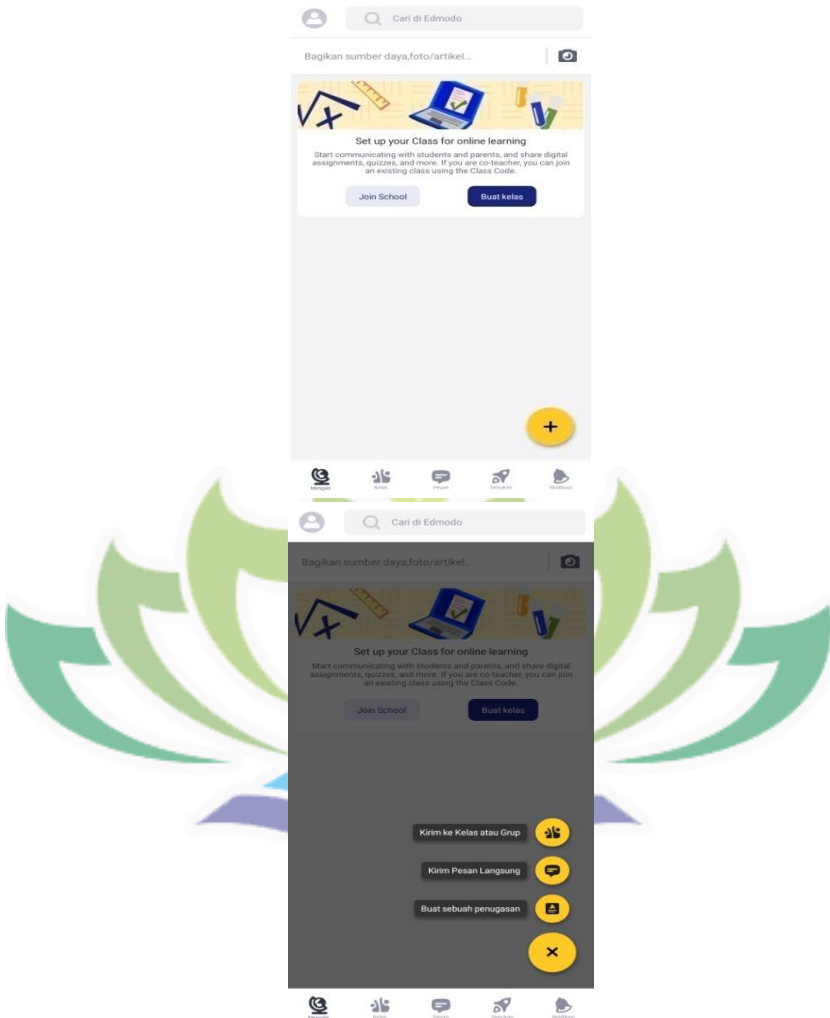 Cari di Edmodo
Bagikan sumber daya,foto/artikel...
Set up your Class for online learning
Start communicating with students and parents, and share digital
assignments, quizzes, and more. If you are co-teacher, you can join
an existing class using the Class Code.
Join School
Buat kelas
Mengalir
Kelas
Pesan
Temukan
Notifikasi
Cari di Edmodo
Bagikan sumber daya,foto/artikel...
Set up your Class for online learning
Start communicating with students and parents, and share digital
assignments, quizzes, and more. If you are co-teacher, you can join
an existing class using the Class Code.
Join School
Buat kelas
Kirim ke Kelas atau Grup
Kirim Pesan Langsung
Buat sebuah penugasan